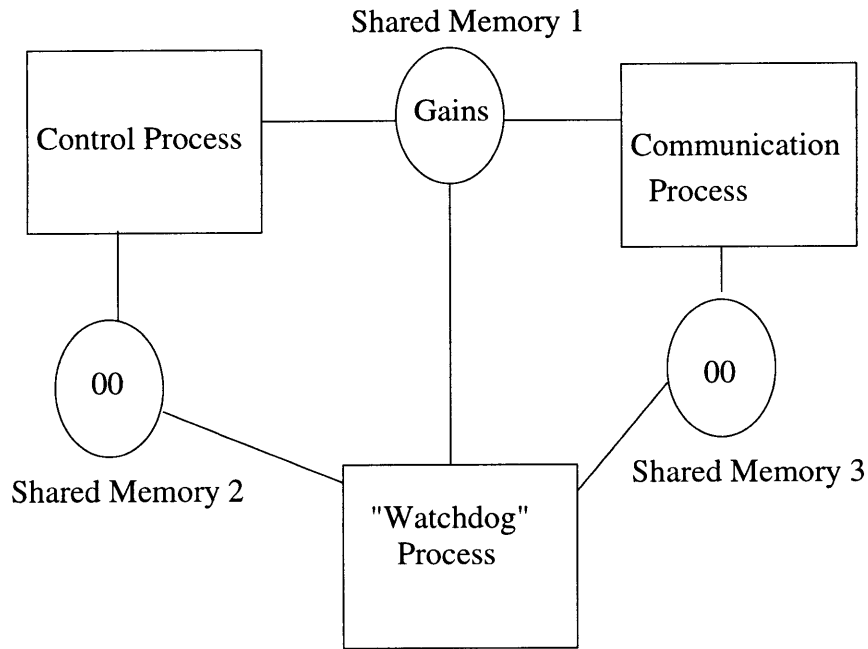 Shared Memory 1
Gains
Control Process
Communication
Process
00
00
Shared Memory 2
Shared Memory 3
"Watchdog"
Process